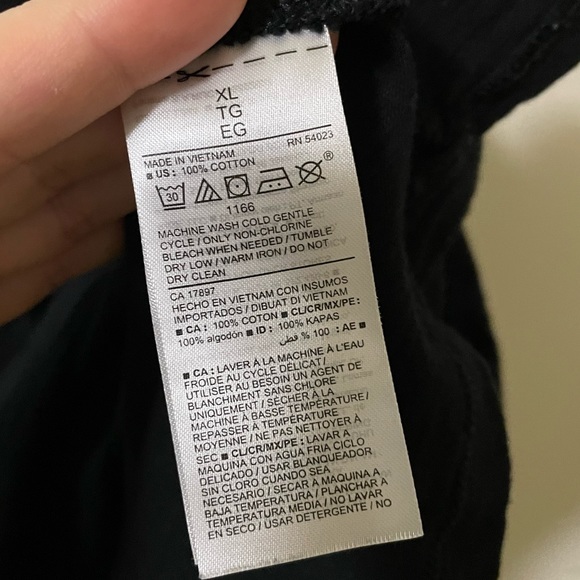 XL
TG
EG
RN 54023
MADE IN VIETNAM
■ US : 100% COTTON
30
®
1166
MACHINE WASH COLD GENTLE
CYCLE / ONLY NON-CHLORINE
BLEACH WHEN NEEDED / TUMBLE
DRY LOW / WARM IRON / DO NOT
DRY CLEAN
CA 17897
HECHO EN VIETNAM CON INSUMOS
IMPORTADOS / DIBUAT DI VIETNAM
■ CA : 100% COTON ■ CL/CR/MX/PE :
100% algodón ■ ID : 100% KAPAS
قطن % 100 : AE ■
■ CA : LAVER À LA MACHINE À L'EAU
FROIDE AU CYCLE DÉLICAT /
UTILISER AU BESOIN UN AGENT DE
BLANCHIMENT SANS CHLORE
UNIQUEMENT / SÉCHER À LA
MACHINE À BASSE TEMPÉRATURE /
REPASSER À TEMPÉRATURE
MOYENNE / NE PAS NETTOYER À
SEC ■ CL/CR/MX/PE : LAVAR A
MAQUINA CON AGUA FRIA CICLO
DELICADO / USAR BLANQUEADOR
SIN CLORO CUANDO SEA
NECESARIO / SECAR A MAQUINA A
BAJA TEMPERATURA / PLANCHAR A
TEMPERATURA MEDIA / NO LAVAR
EN SECO / USAR DETERGENTE / NO